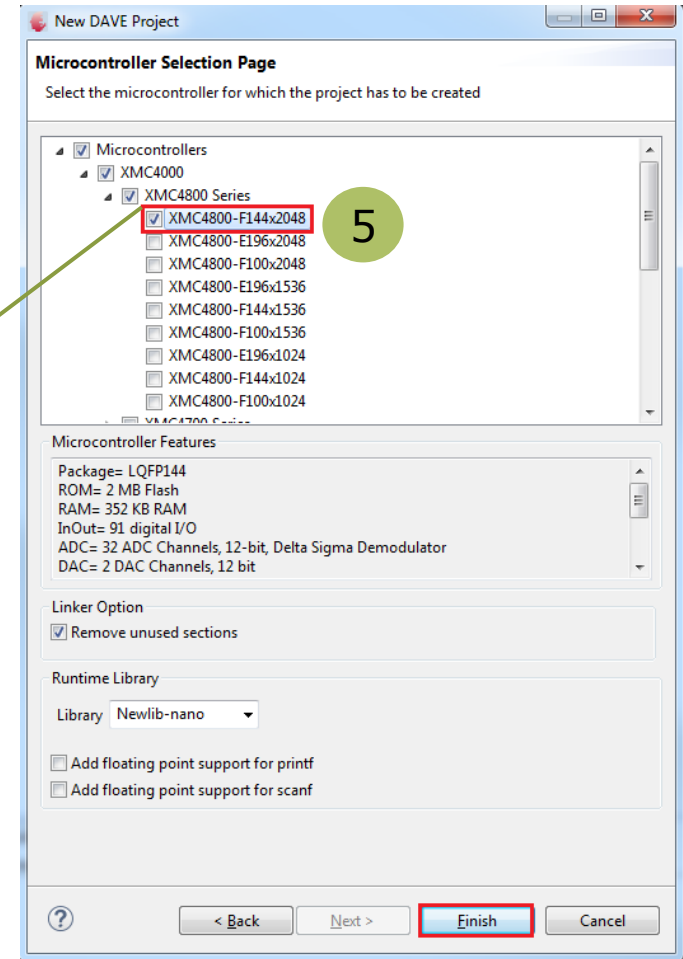 New DAVE Project
Microcontroller Selection Page
Select the microcontroller for which the project has to be created
Microcontrollers
XMC4000
XMC4800 Series
XMC4800-F144x2048
5
XMC4800-E196x2048
XMC4800-F100x2048
XMC4800-E196x1536
XMC4800-F144x1536
XMC4800-F100x1536
XMC4800-E196x1024
XMC4800-F144x1024
XMC4800-F100x1024
XMC4700 Series
Microcontroller Features
Package= LQFP144
ROM= 2 MB Flash
RAM= 352 KB RAM
InOut= 91 digital I/O
ADC= 32 ADC Channels, 12-bit, Delta Sigma Demodulator
DAC= 2 DAC Channels, 12 bit
Linker Option
Remove unused sections
Runtime Library
Library Newlib-nano
Add floating point support for printf
Add floating point support for scanf
? < Back Next > Finish Cancel